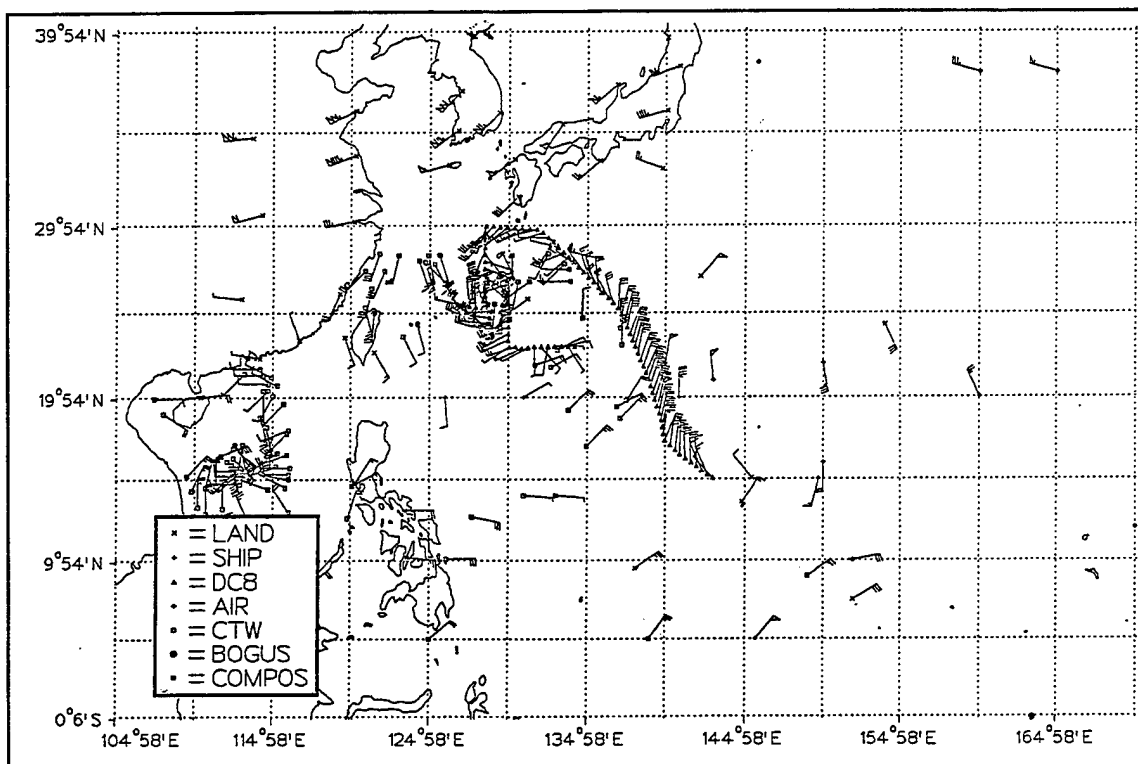 39°54'N
29°54'N
19°54'N
9°54'N
0°6'S
× = LAND
+ = SHIP
▲ = DC8
◆ = AIR
□ = CTW
● = BOGUS
■ = COMPOS
104°58'E 114°58'E 124°58'E 134°58'E 144°58'E 154°58'E 164°58'E